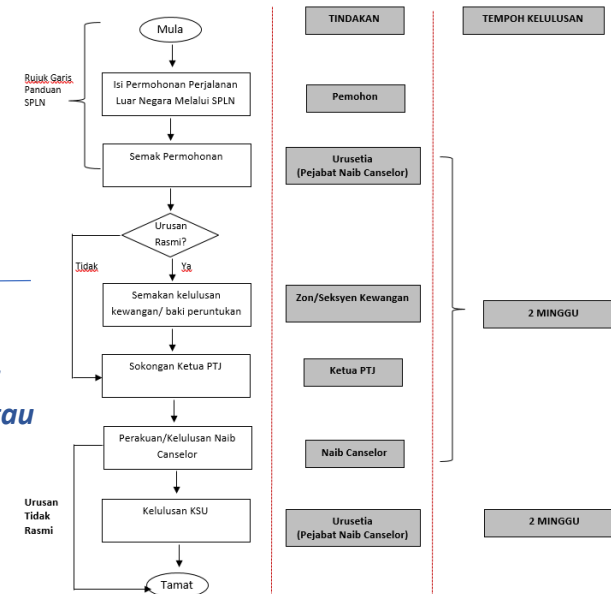 TINDAKAN
TEMPOH KELULUSAN
Mula
Rujuk Garis
Panduan
SPLN
Isi Permohonan Perjalanan
Luar Negara Melalui SPLN
Pemohon
Semak Permohonan
Urusetia
(Pejabat Naib Canselor)
Urusan
Rasmi?
Tidak
Ya
Semakan kelulusan
kewangan/ baki peruntukan
Zon/Seksyen Kewangan
2 MINGGU
Sokongan Ketua PTJ
Ketua PTJ
Perakuan/Kelulusan Naib
Canselor
Naib Canselor
Urusan
Tidak
Rasmi
Kelulusan KSU
Urusetia
(Pejabat Naib Canselor)
2 MINGGU
Tamat